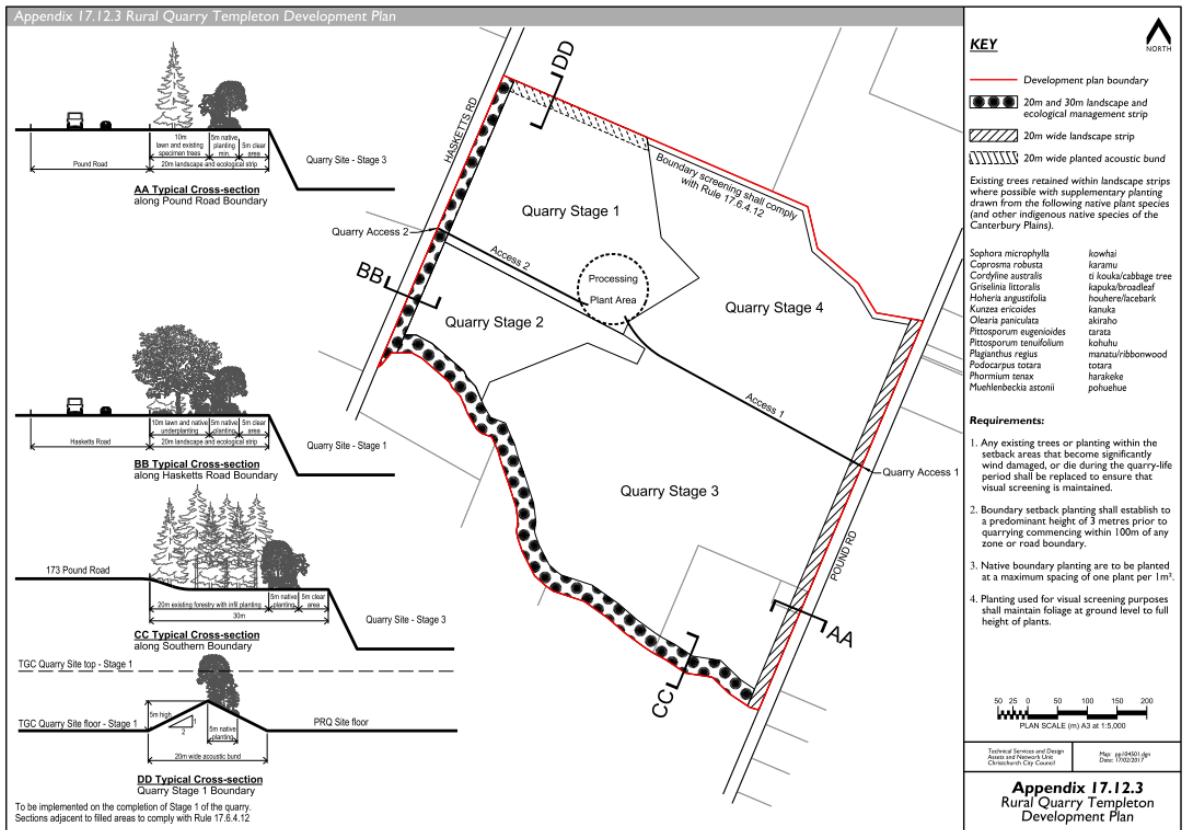 Appendix 17.12.3 Rural Quarry Templeton Development Plan
10m
lawn and existing
specimen trees
5m native
planting
min.
5m clear
area
Pound Road
20m landscape and ecological strip
Quarry Site - Stage 3
AA Typical Cross-section
along Pound Road Boundary
10m lawn and native
underplanting
5m native
planting
5m clear
area
Hasketts Road
20m landscape and ecological strip
Quarry Site - Stage 1
BB Typical Cross-section
along Hasketts Road Boundary
173 Pound Road
20m existing forestry with infil planting
5m native
planting
5m clear
area
30m
Quarry Site - Stage 3
CC Typical Cross-section
along Southern Boundary
TGC Quarry Site top - Stage 1
5m high
1
2
TGC Quarry Site floor - Stage 1
5m native
planting
PRQ Site floor
20m wide acoustic bund
DD Typical Cross-section
Quarry Stage 1 Boundary
To be implemented on the completion of Stage 1 of the quarry.
Sections adjacent to filled areas to comply with Rule 17.6.4.12
DD
HASKETTS RD
Boundary screening shall comply
with Rule 17.6.4.12
Quarry Stage 1
Quarry Access 2
Access 2
BB
Processing
Plant Area
Quarry Stage 4
Quarry Stage 2
Access 1
Quarry Access 1
Quarry Stage 3
POUND RD
AA
CC
NORTH
KEY
Development plan boundary
20m and 30m landscape and
ecological management strip
20m wide landscape strip
20m wide planted acoustic bund
Existing trees retained within landscape strips
where possible with supplementary planting
drawn from the following native plant species
(and other indigenous native species of the
Canterbury Plains).
Sophora microphylla kowhai
Coprosma robusta karamu
Cordyline australis ti kouka/cabbage tree
Griselinia littoralis kapuka/broadleaf
Hoheria angustifolia houhere/lacebark
Kunzea ericoides kanuka
Olearia paniculata akiraho
Pittosporum eugenioides tarata
Pittosporum tenuifolium kohuhu
Plagianthus regius manatu/ribbonwood
Podocarpus totara totara
Phormium tenax harakeke
Muehlenbeckia astonii pohuehue
Requirements:
1. Any existing trees or planting within the
setback areas that become significantly
wind damaged, or die during the quarry-life
period shall be replaced to ensure that
visual screening is maintained.
2. Boundary setback planting shall establish to
a predominant height of 3 metres prior to
quarrying commencing within 100m of any
zone or road boundary.
3. Native boundary planting are to be planted
at a maximum spacing of one plant per 1m².
4. Planting used for visual screening purposes
shall maintain foliage at ground level to full
height of plants.
50 25 0 50 100 150 200
PLAN SCALE (m) A3 at 1:5,000
Technical Services and Design
Assets and Network Unit
Christchurch City Council
Map: pp104501.dgn
Date: 17/02/2017
Appendix 17.12.3
Rural Quarry Templeton
Development Plan